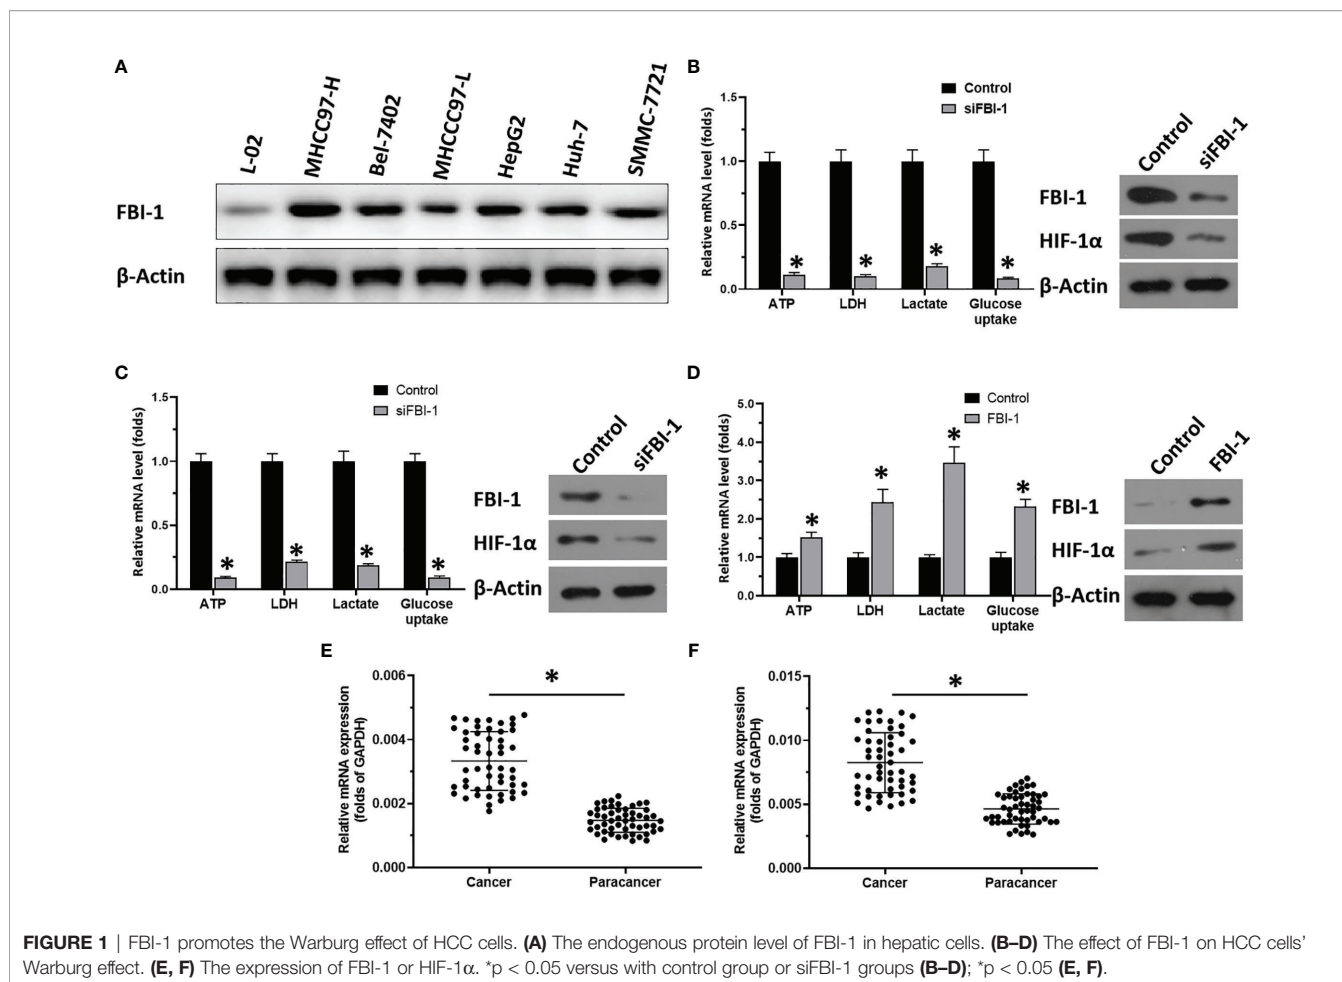 A
L-02
MHCC97-H
Bel-7402
MHCCC97-L
HepG2
Huh-7
SMMC-7721
FBI-1
β-Actin
B
Relative mRNA level (folds)
1.5
1.0
0.5
0.0
Control
siFBI-1
*
*
*
*
ATP
LDH
Lactate
Glucose
uptake
Control
siFBI-1
FBI-1
HIF-1α
β-Actin
C
Relative mRNA level (folds)
1.5
1.0
0.5
0.0
Control
siFBI-1
*
*
*
*
ATP
LDH
Lactate
Glucose
uptake
Control
siFBI-1
FBI-1
HIF-1α
β-Actin
D
Relative mRNA level (folds)
5.0
4.0
3.0
2.0
1.0
0.0
Control
FBI-1
*
*
*
*
ATP
LDH
Lactate
Glucose
uptake
Control
FBI-1
FBI-1
HIF-1α
β-Actin
E
Relative mRNA expression
(folds of GAPDH)
0.006
0.004
0.002
0.000
*
Cancer
Paracancer
F
Relative mRNA expression
(folds of GAPDH)
0.015
0.010
0.005
0.000
*
Cancer
Paracancer
FIGURE 1 | FBI-1 promotes the Warburg effect of HCC cells. (A) The endogenous protein level of FBI-1 in hepatic cells. (B–D) The effect of FBI-1 on HCC cells’
Warburg effect. (E, F) The expression of FBI-1 or HIF-1α. *p < 0.05 versus with control group or siFBI-1 groups (B–D); *p < 0.05 (E, F).